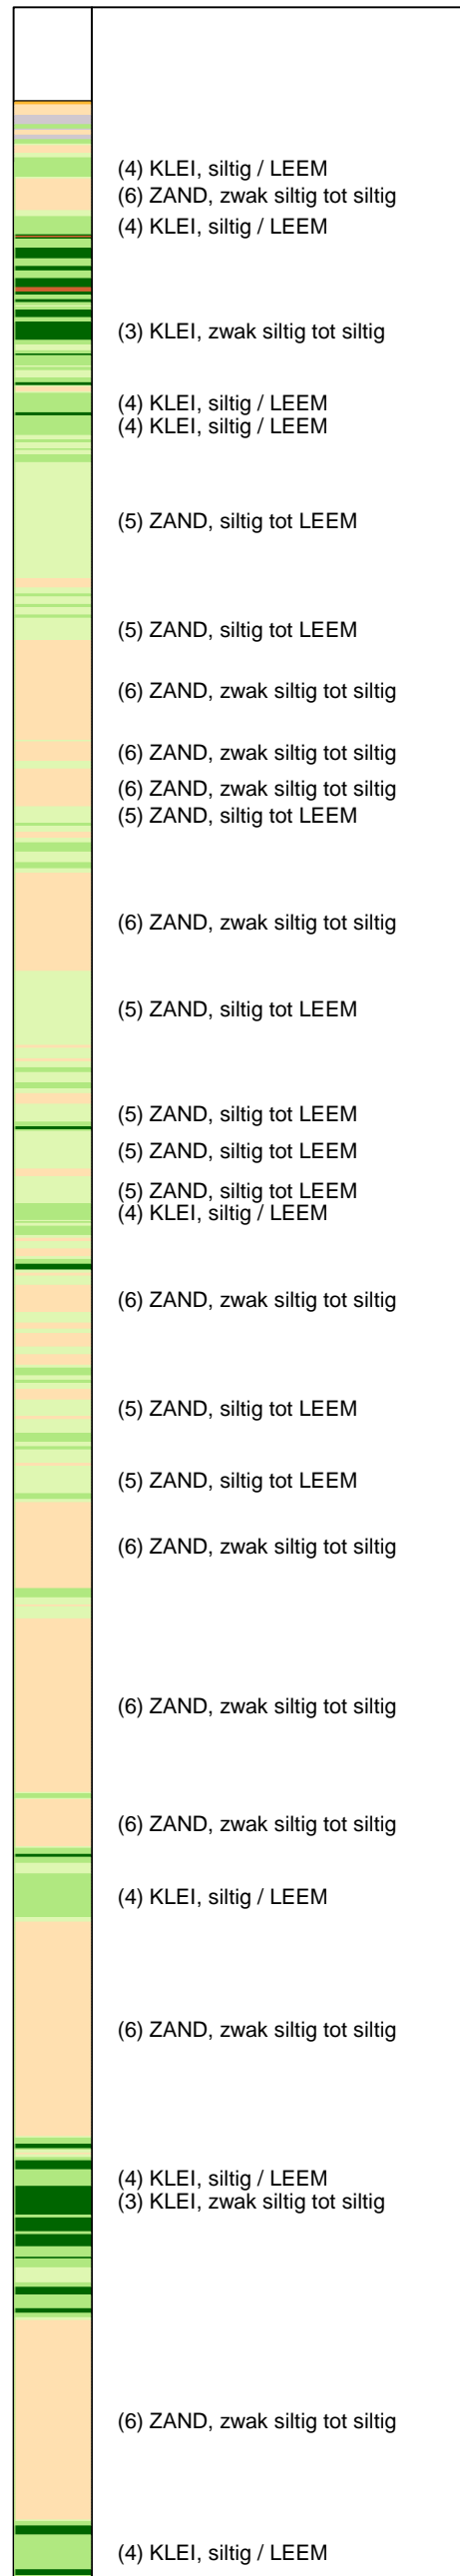 (4) KLEI, siltig / LEEM
(6) ZAND, zwak siltig tot siltig
(4) KLEI, siltig / LEEM
(3) KLEI, zwak siltig tot siltig
(4) KLEI, siltig / LEEM
(4) KLEI, siltig / LEEM
(5) ZAND, siltig tot LEEM
(5) ZAND, siltig tot LEEM
(6) ZAND, zwak siltig tot siltig
(6) ZAND, zwak siltig tot siltig
(6) ZAND, zwak siltig tot siltig
(5) ZAND, siltig tot LEEM
(6) ZAND, zwak siltig tot siltig
(5) ZAND, siltig tot LEEM
(5) ZAND, siltig tot LEEM
(5) ZAND, siltig tot LEEM
(5) ZAND, siltig tot LEEM
(4) KLEI, siltig / LEEM
(6) ZAND, zwak siltig tot siltig
(5) ZAND, siltig tot LEEM
(5) ZAND, siltig tot LEEM
(6) ZAND, zwak siltig tot siltig
(6) ZAND, zwak siltig tot siltig
(6) ZAND, zwak siltig tot siltig
(4) KLEI, siltig / LEEM
(6) ZAND, zwak siltig tot siltig
(4) KLEI, siltig / LEEM
(3) KLEI, zwak siltig tot siltig
(6) ZAND, zwak siltig tot siltig
(4) KLEI, siltig / LEEM